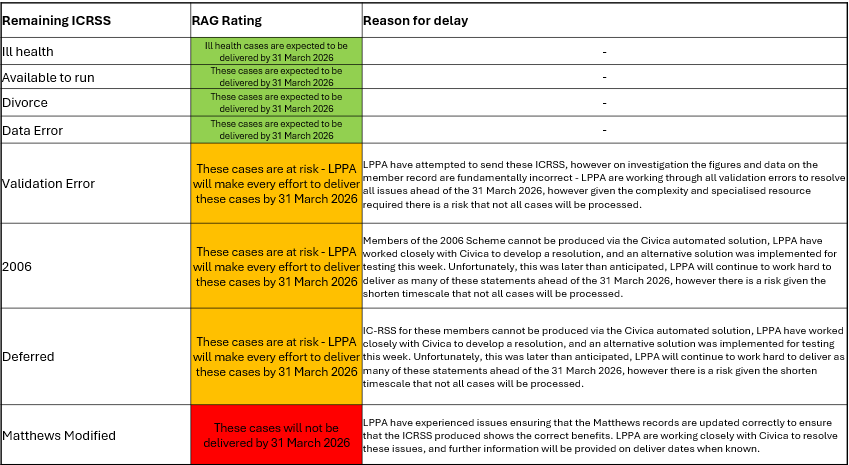 Remaining ICRSS
RAG Rating
Reason for delay
Ill health
Ill health cases are expected to be
delivered by 31 March 2026
-
Available to run
These cases are expected to be
delivered by 31 March 2026
-
Divorce
These cases are expected to be
delivered by 31 March 2026
-
Data Error
These cases are expected to be
delivered by 31 March 2026
-
Validation Error
These cases are at risk - LPPA
will make every effort to deliver
these cases by 31 March 2026
LPPA have attempted to send these ICRSS, however on investigation the figures and data on the
member record are fundamentally incorrect - LPPA are working through all validation errors to resolve
all issues ahead of the 31 March 2026, however given the complexity and specialised resource
required there is a risk that not all cases will be processed.
2006
These cases are at risk - LPPA
will make every effort to deliver
these cases by 31 March 2026
Members of the 2006 Scheme cannot be produced via the Civica automated solution, LPPA have
worked closely with Civica to develop a resolution, and an alternative solution was implemented for
testing this week. Unfortunately, this was later than anticipated, LPPA will continue to work hard to
deliver as many of these statements ahead of the 31 March 2026, however there is a risk given the
shorten timescale that not all cases will be processed.
Deferred
These cases are at risk - LPPA
will make every effort to deliver
these cases by 31 March 2026
IC-RSS for these members cannot be produced via the Civica automated solution, LPPA have worked
closely with Civica to develop a resolution, and an alternative solution was implemented for testing
this week. Unfortunately, this was later than anticipated, LPPA will continue to work hard to deliver as
many of these statements ahead of the 31 March 2026, however there is a risk given the shorten
timescale that not all cases will be processed.
Matthews Modified
These cases will not be
delivered by 31 March 2026
LPPA have experienced issues ensuring that the Matthews records are updated correctly to ensure
that the ICRSS produced shows the correct benefits. LPPA are working closely with Civica to resolve
these issues, and further information will be provided on deliver dates when known.